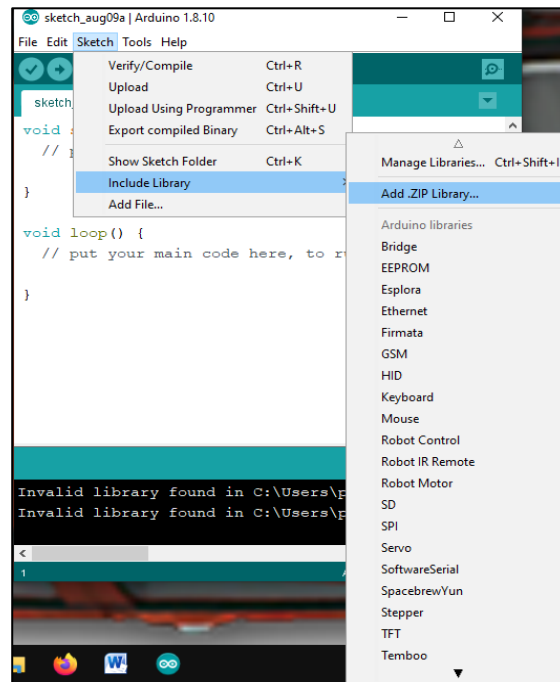 sketch_aug09a | Arduino 1.8.10
File Edit Sketch Tools Help
Verify/Compile Ctrl+R
Upload Ctrl+U
Upload Using Programmer Ctrl+Shift+U
Export compiled Binary Ctrl+Alt+S
Show Sketch Folder Ctrl+K
Include Library
Add File...
Manage Libraries... Ctrl+Shift+I
Add .ZIP Library...
Arduino libraries
Bridge
EEPROM
Esplora
Ethernet
Firmata
GSM
HID
Keyboard
Mouse
Robot Control
Robot IR Remote
Robot Motor
SD
SPI
Servo
SoftwareSerial
SpacebrewYun
Stepper
TFT
Temboo
sketch_
void
//
}
void loop() {
// put your main code here, to
}
Invalid library found in C:\Users\p
Invalid library found in C:\Users\p
1